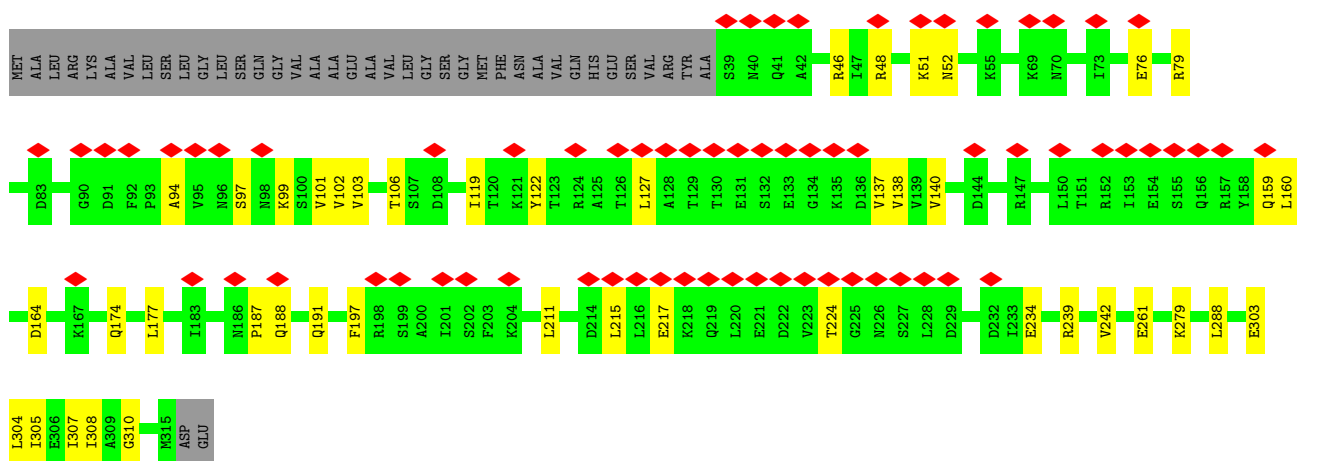 MET ALA LEU ARG LYS ALA VAL LEU SER LEU GLY LEU SER GLN GLY VAL ALA ALA GLU ALA VAL LEU GLY SER GLY MET PHE ASN ALA VAL GLN HIS GLU SER VAL ARG TYR ALA S39 N40 Q41 A42 R46 I47 R48 K51 N52 K55 K69 N70 I73 E76 R79
D83 G90 D91 F92 P93 A94 V95 N96 S97 N98 K99 S100 V101 V102 V103 T106 S107 D108 I119 T120 K121 Y122 T123 R124 A125 T126 L127 A128 T129 T130 E131 S132 E133 G134 K135 D136 V137 V138 V139 V140 D144 R147 L150 T151 R152 I153 E154 S155 Q156 R157 Y158 Q159 L160
D164 K167 Q174 L177 I183 N186 P187 Q188 Q191 F197 R198 S199 A200 I201 S202 F203 K204 L211 D214 L215 L216 E217 K218 Q219 L220 E221 D222 V223 T224 G225 N226 S227 L228 D229 D232 I233 E234 R239 V242 E261 K279 L288 E303
L304 I305 E306 I307 I308 A309 G310 M315 ASP GLU